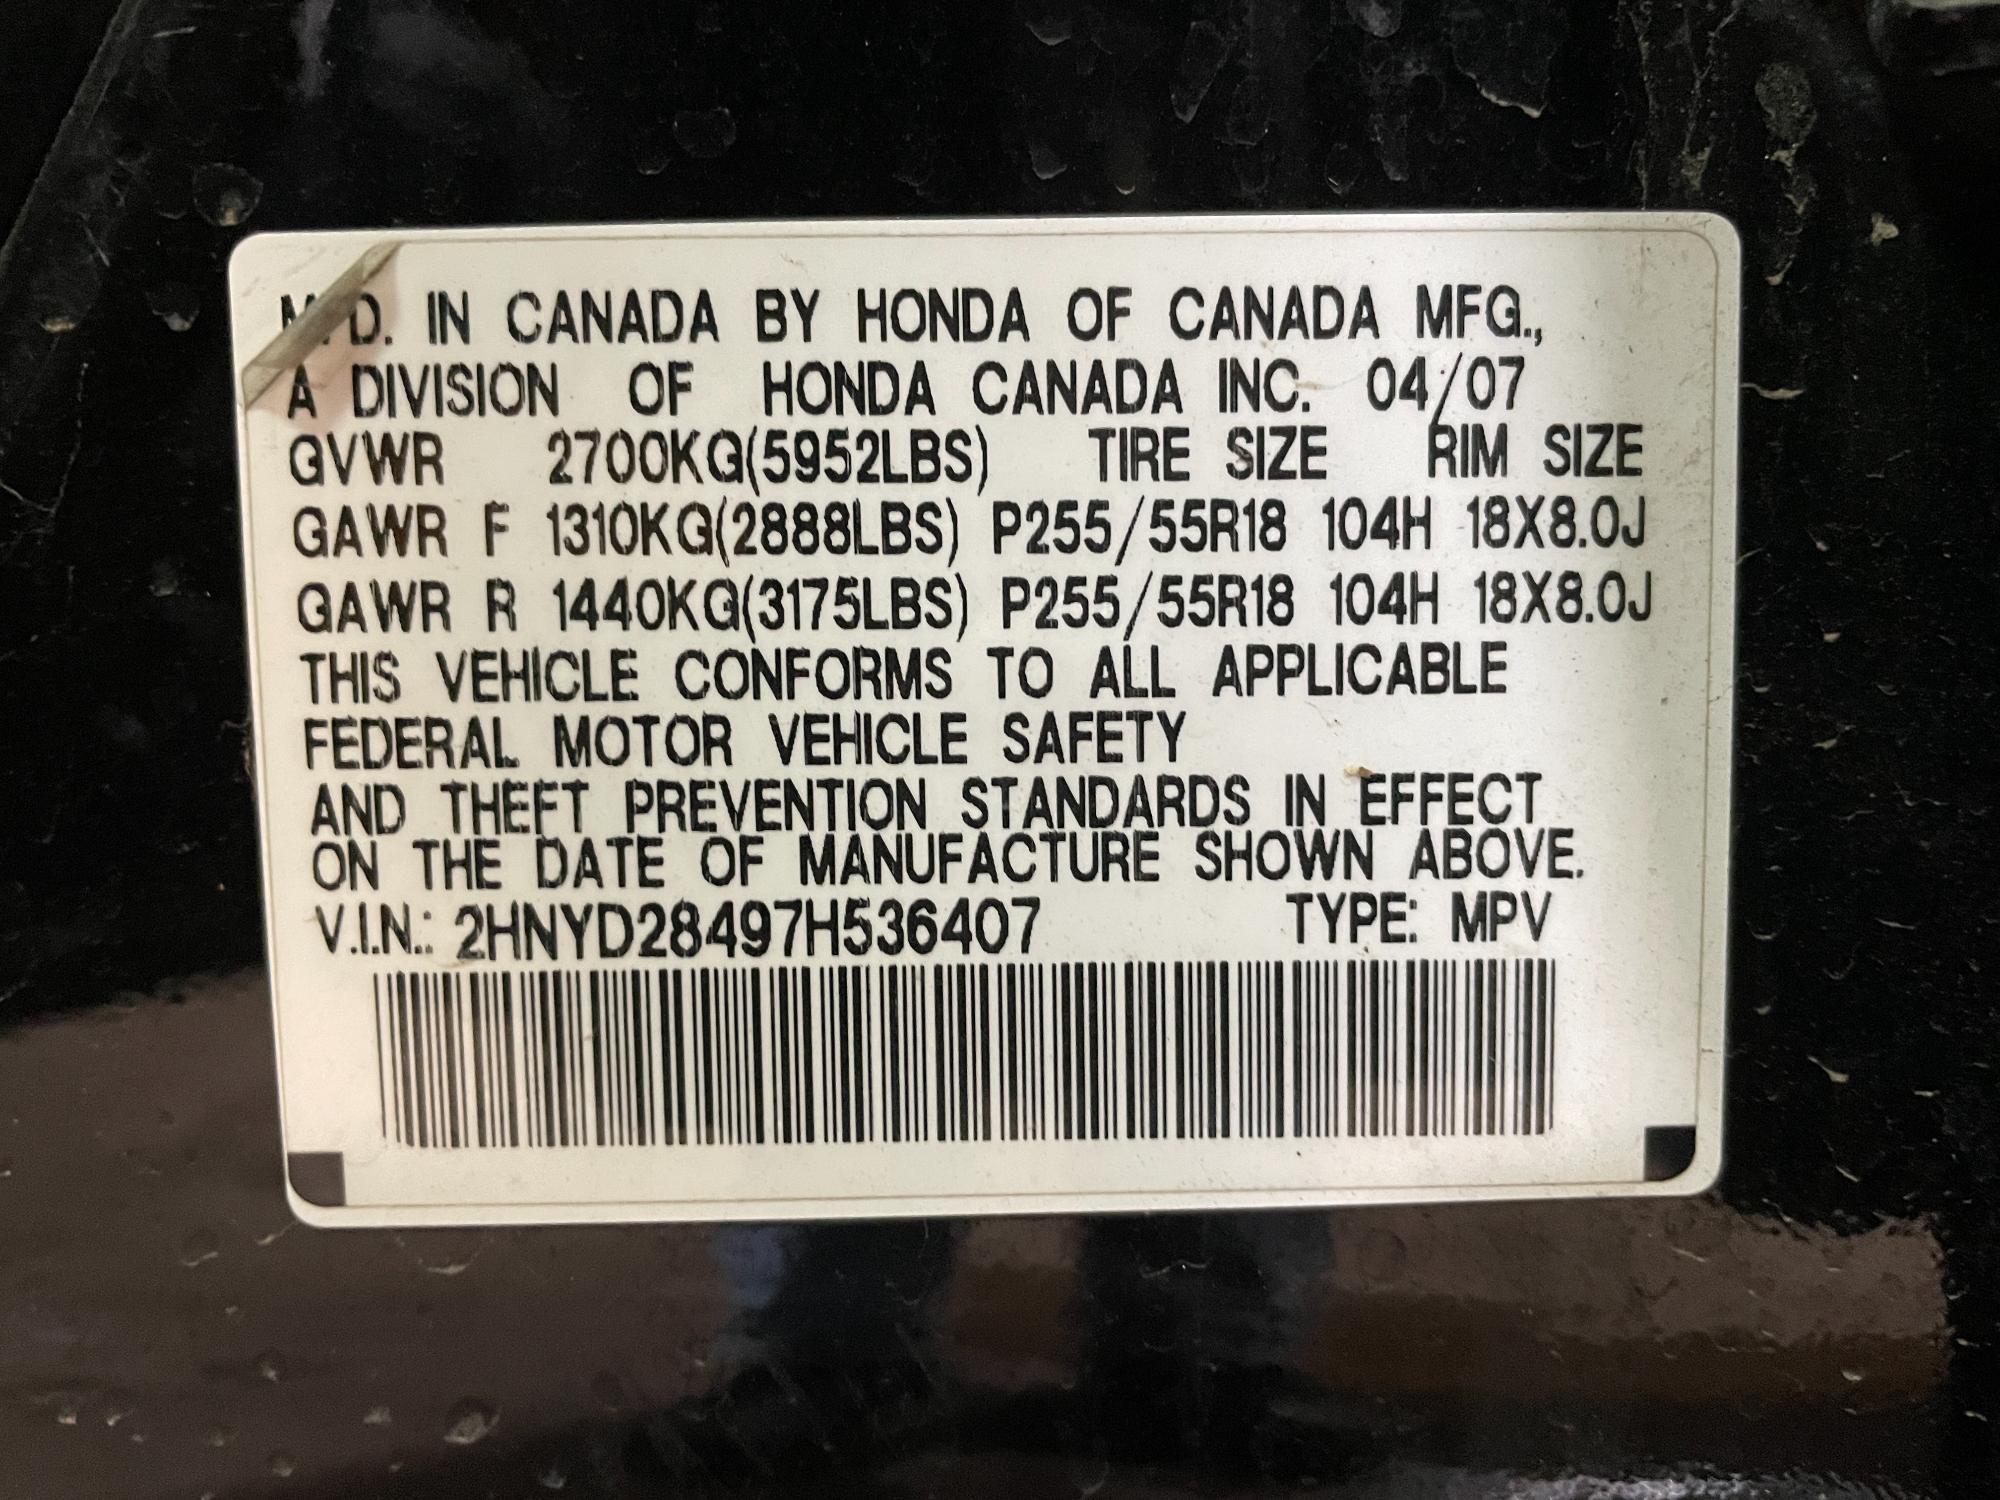 M D. IN CANADA BY HONDA OF CANADA MFG.,
A DIVISION OF HONDA CANADA INC. 04/07
GVWR 2700KG(5952LBS) TIRE SIZE RIM SIZE
GAWR F 1310KG(2888LBS) P255/55R18 104H 18X8.0J
GAWR R 1440KG(3175LBS) P255/55R18 104H 18X8.0J
THIS VEHICLE CONFORMS TO ALL APPLICABLE
FEDERAL MOTOR VEHICLE SAFETY
AND THEFT PREVENTION STANDARDS IN EFFECT
ON THE DATE OF MANUFACTURE SHOWN ABOVE.
V.I.N.: 2HNYD28497H536407 TYPE: MPV